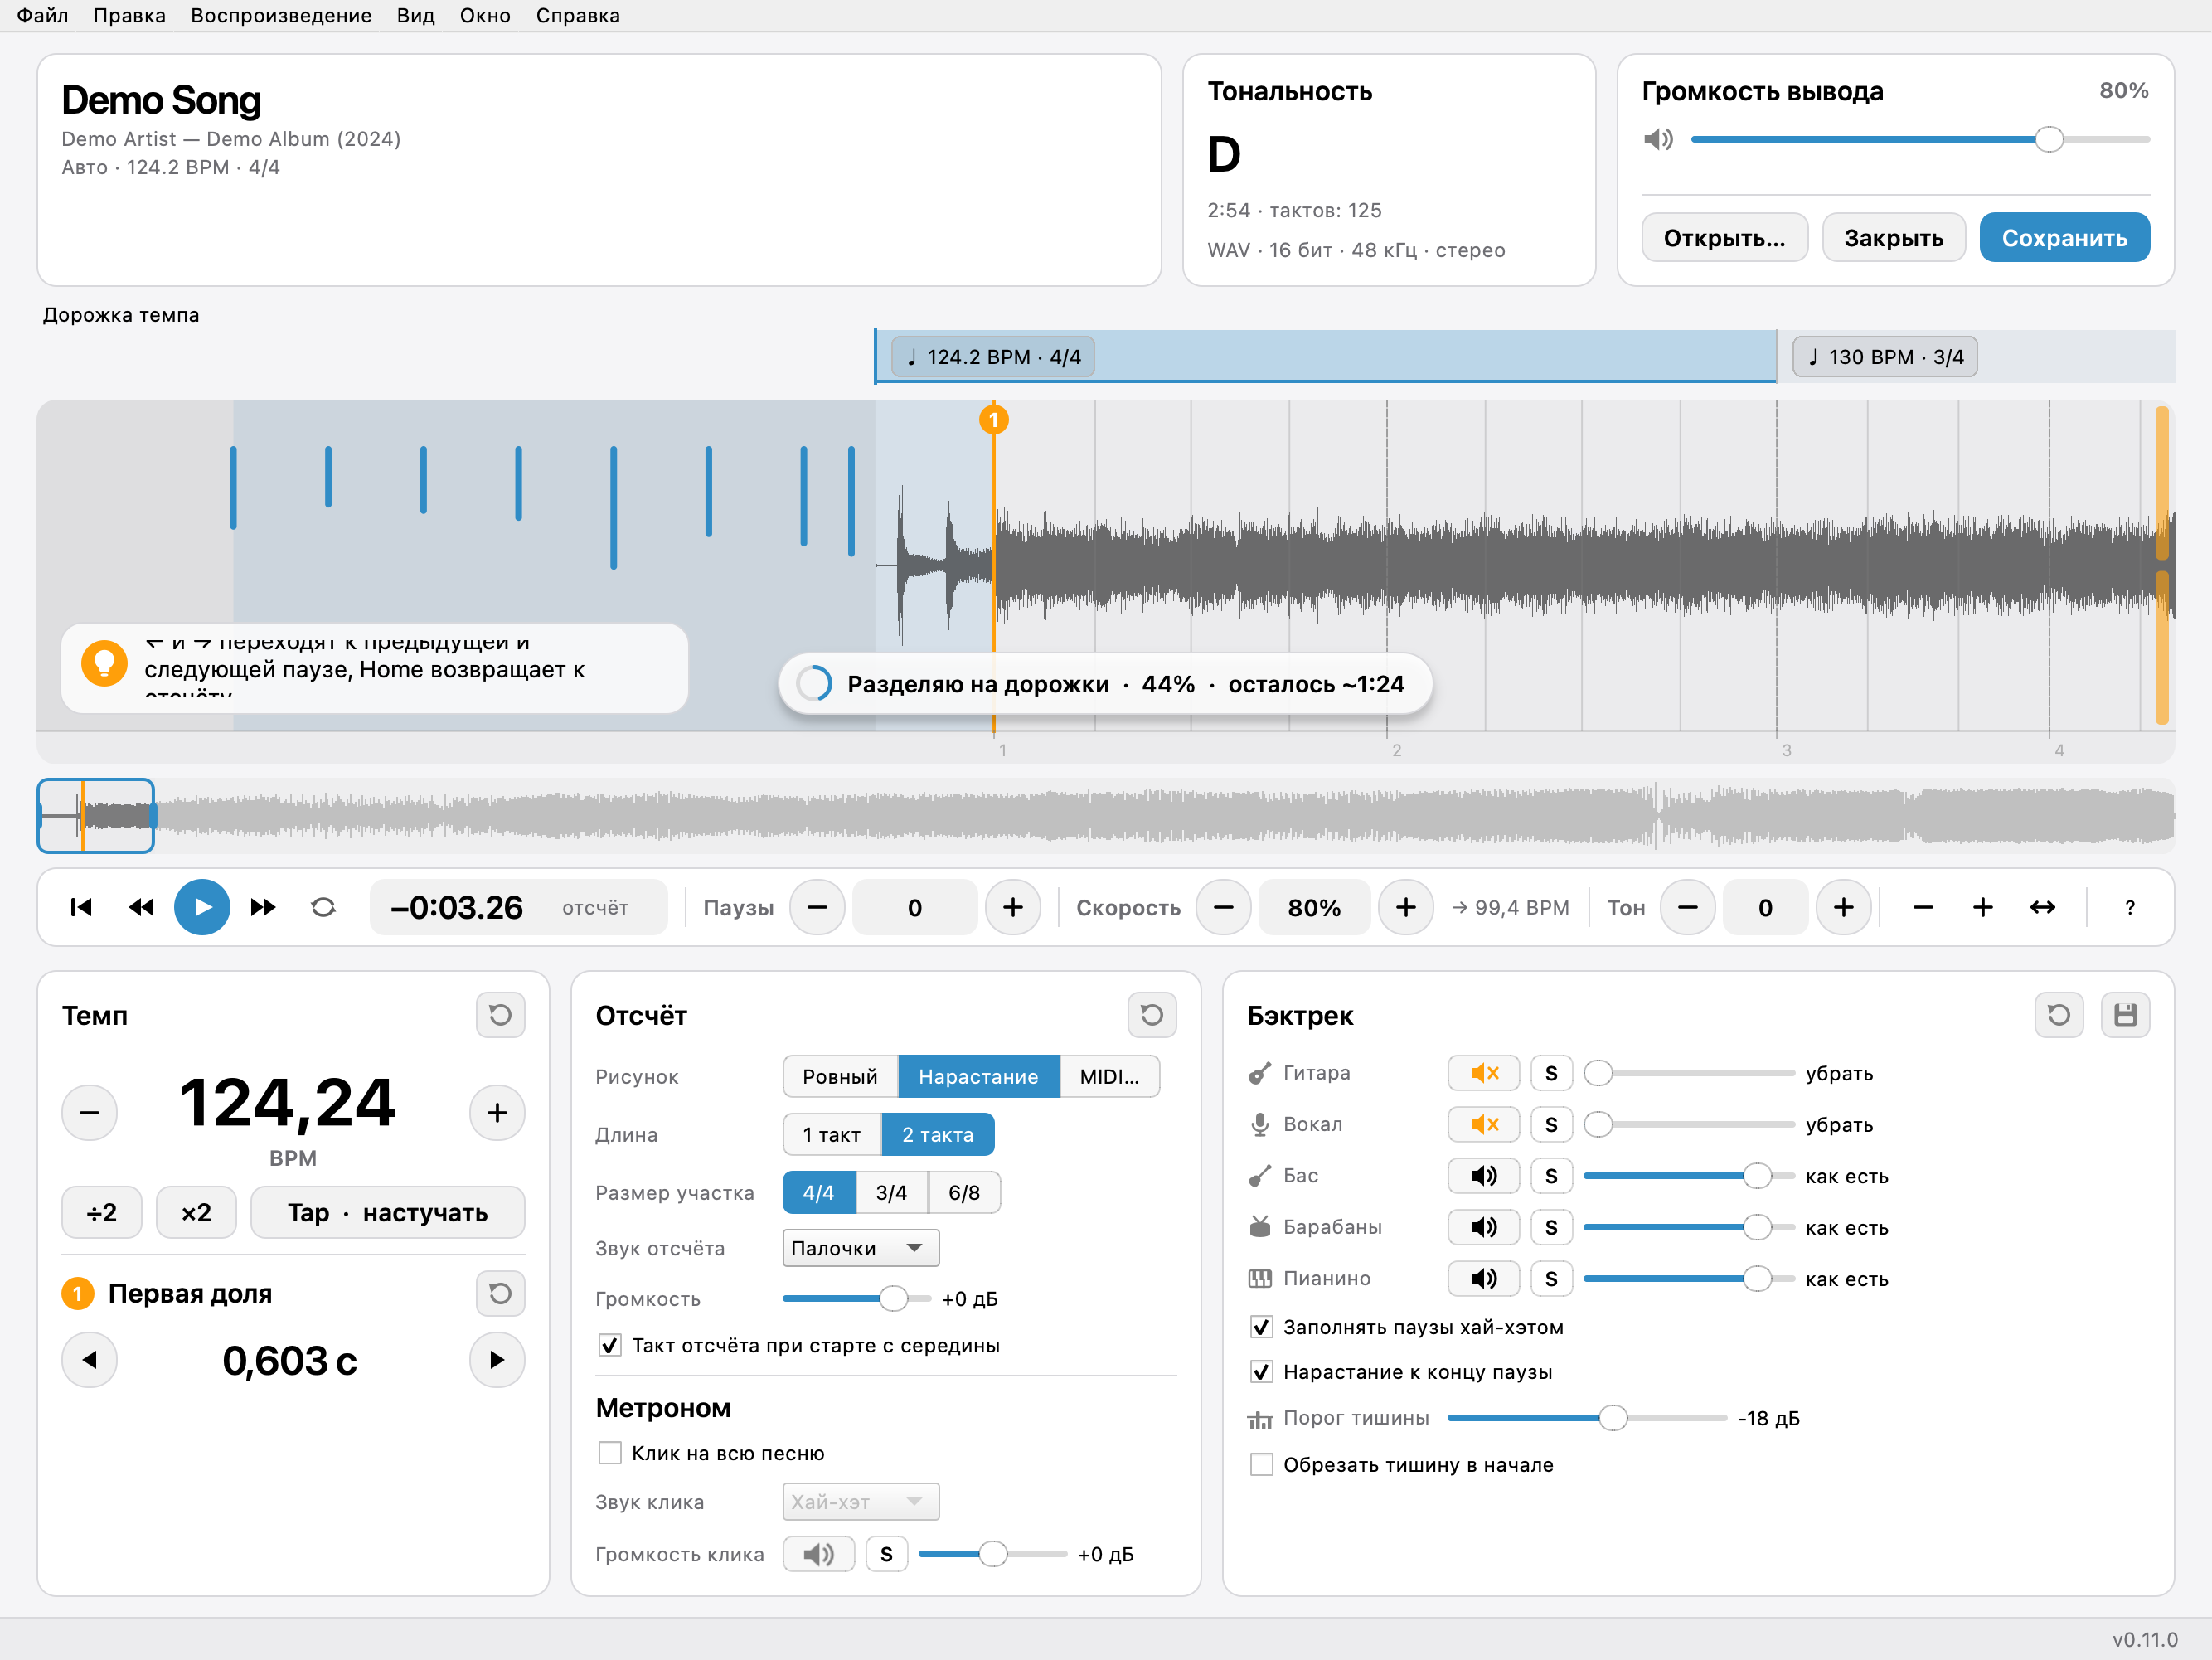 Файл Правка Воспроизведение Вид Окно Справка
Demo Song
Demo Artist — Demo Album (2024)
Авто · 124.2 BPM · 4/4
Тональность
D
2:54 · тактов: 125
WAV · 16 бит · 48 кГц · стерео
Громкость вывода 80%
Открыть... Закрыть Сохранить
Дорожка темпа
♩ 124.2 BPM · 4/4 ♩ 130 BPM · 3/4
1
← и → переходят к предыдущей и
следующей паузе, Home возвращает к
отсчёту
Разделяю на дорожки · 44% · осталось ~1:24
1 2 3 4
−0:03.26 отсчёт Паузы − 0 + Скорость − 80% + → 99,4 BPM Тон − 0 + − + ↔ ?
Темп
− 124,24 +
BPM
÷2 ×2 Tap · настучать
1 Первая доля
0,603 с
Отсчёт
Рисунок Ровный Нарастание MIDI...
Длина 1 такт 2 такта
Размер участка 4/4 3/4 6/8
Звук отсчёта Палочки
Громкость +0 дБ
Такт отсчёта при старте с середины
Метроном
Клик на всю песню
Звук клика Хай-хэт
Громкость клика S +0 дБ
Бэктрек
Гитара S убрать
Вокал S убрать
Бас S как есть
Барабаны S как есть
Пианино S как есть
Заполнять паузы хай-хэтом
Нарастание к концу паузы
Порог тишины -18 дБ
Обрезать тишину в начале
v0.11.0